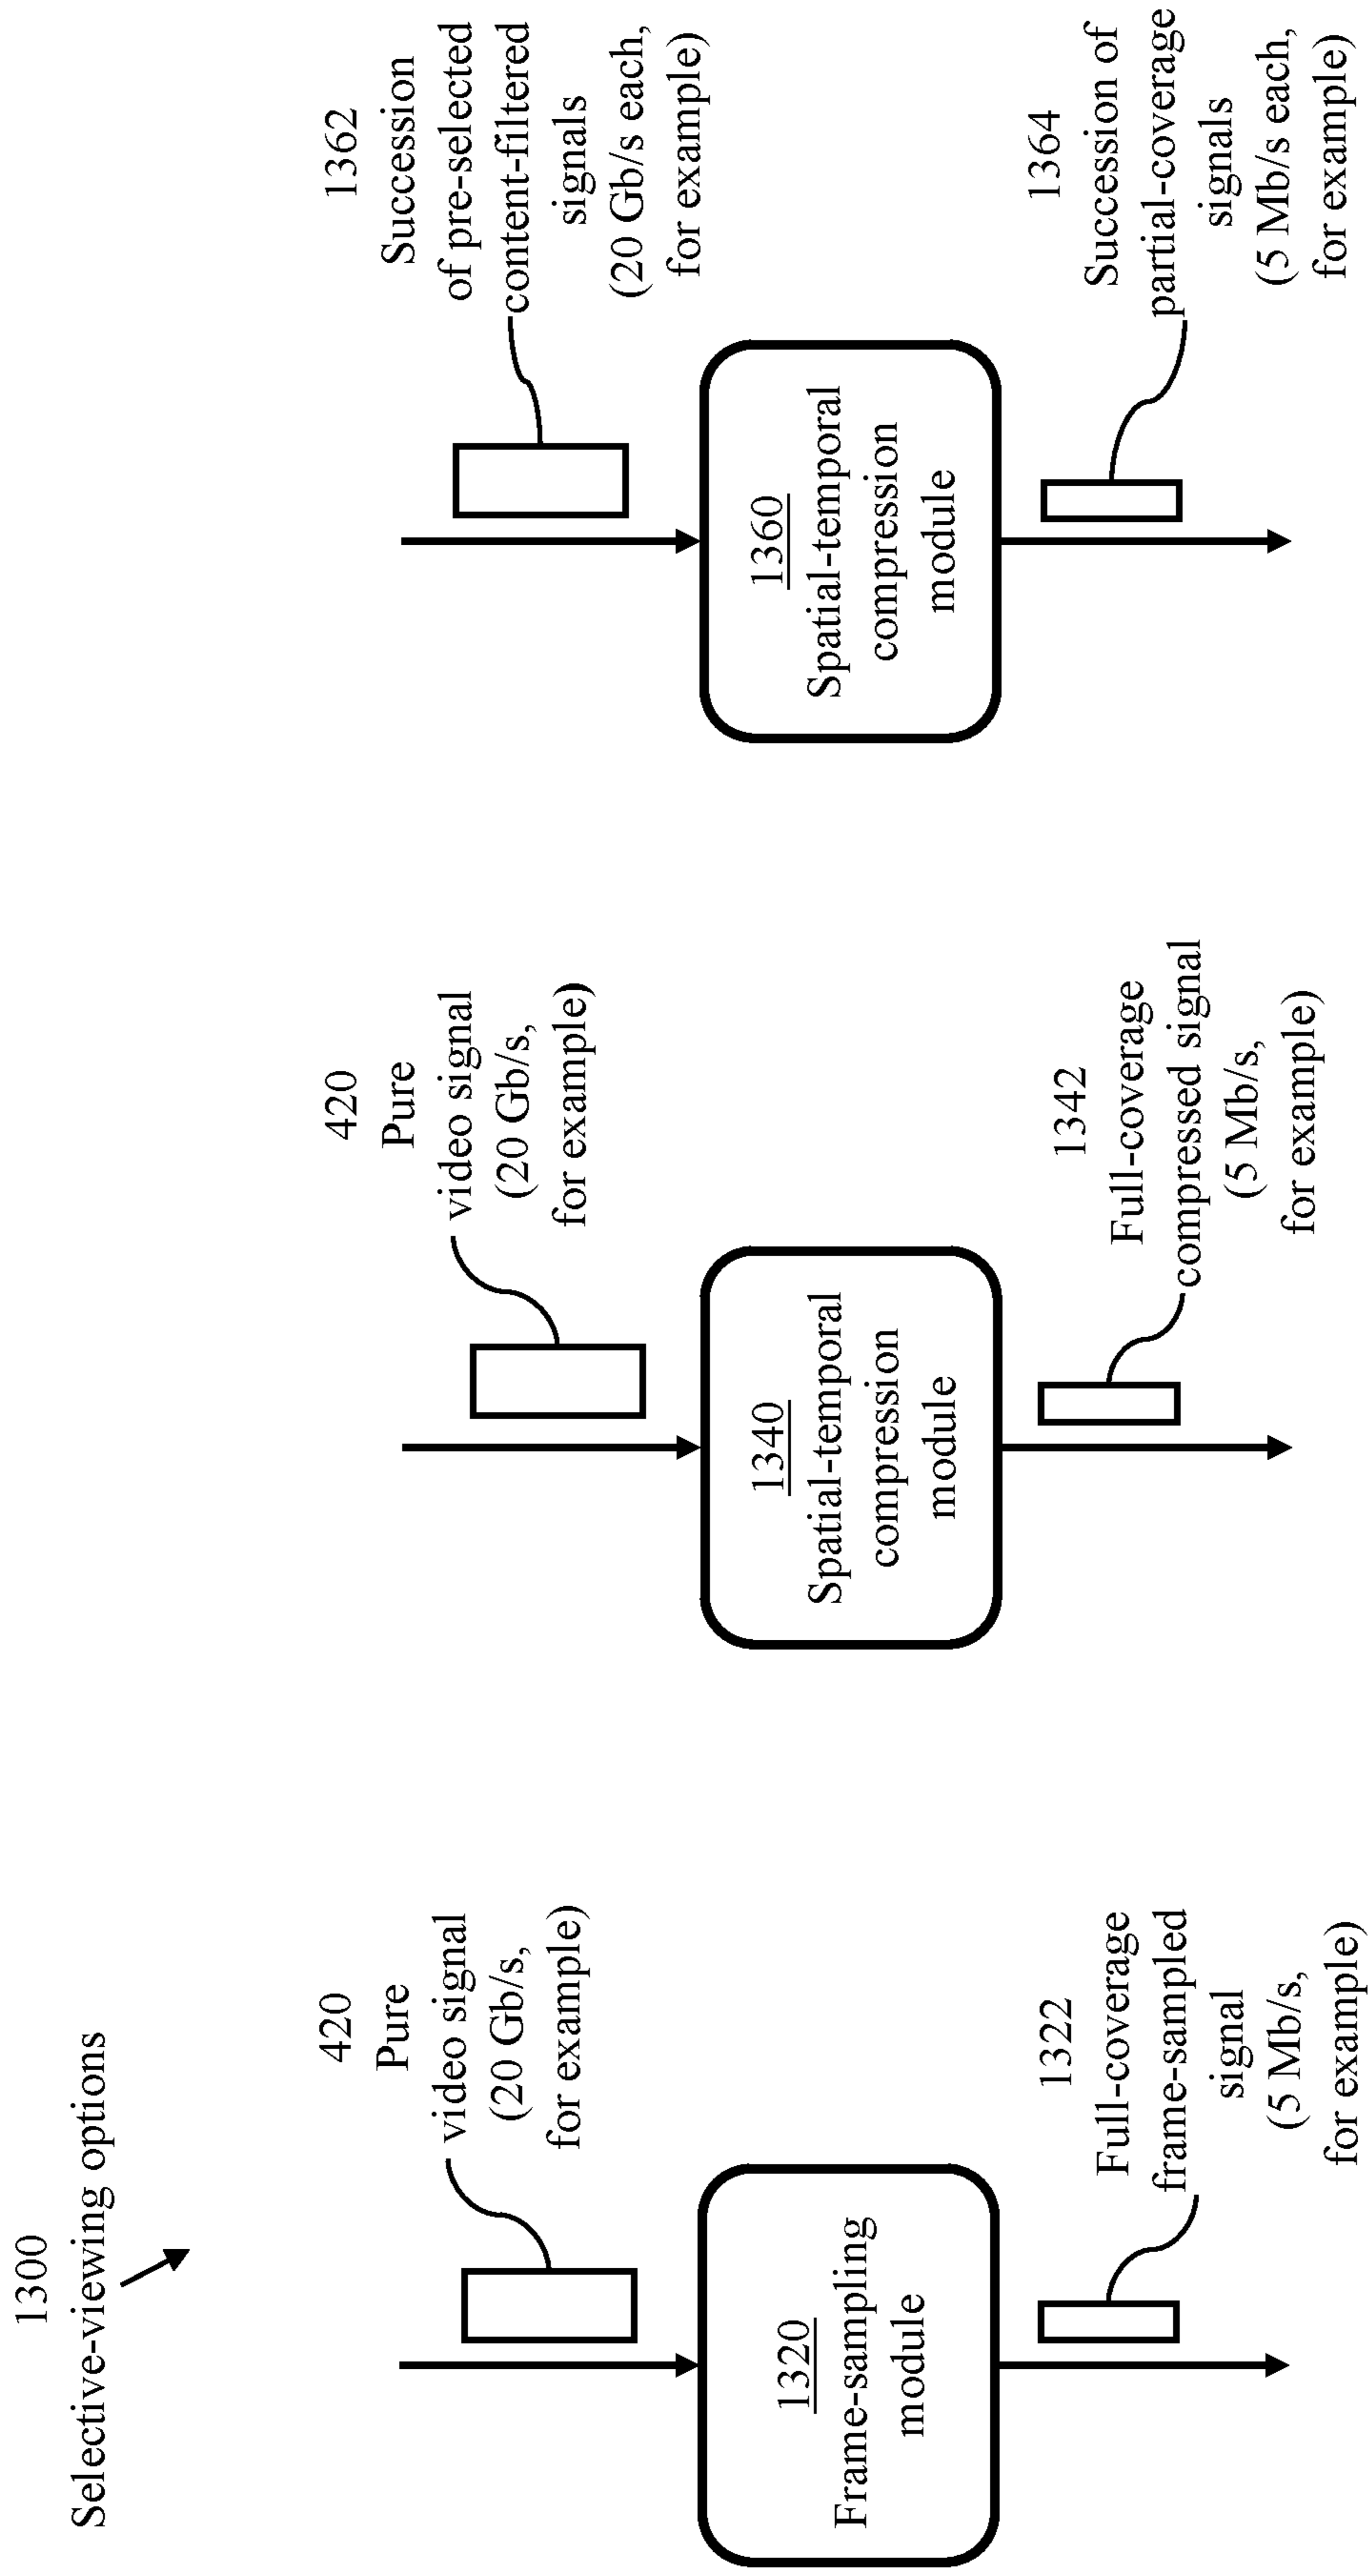 1300
Selective-viewing options
420
Pure
video signal
(20 Gb/s,
for example)
1320
Frame-sampling
module
1322
Full-coverage
frame-sampled
signal
(5 Mb/s,
for example)
420
Pure
video signal
(20 Gb/s,
for example)
1340
Spatial-temporal
compression
module
1342
Full-coverage
compressed signal
(5 Mb/s,
for example)
1362
Succession
of pre-selected
content-filtered
signals
(20 Gb/s each,
for example)
1360
Spatial-temporal
compression
module
1364
Succession of
partial-coverage
signals
(5 Mb/s each,
for example)